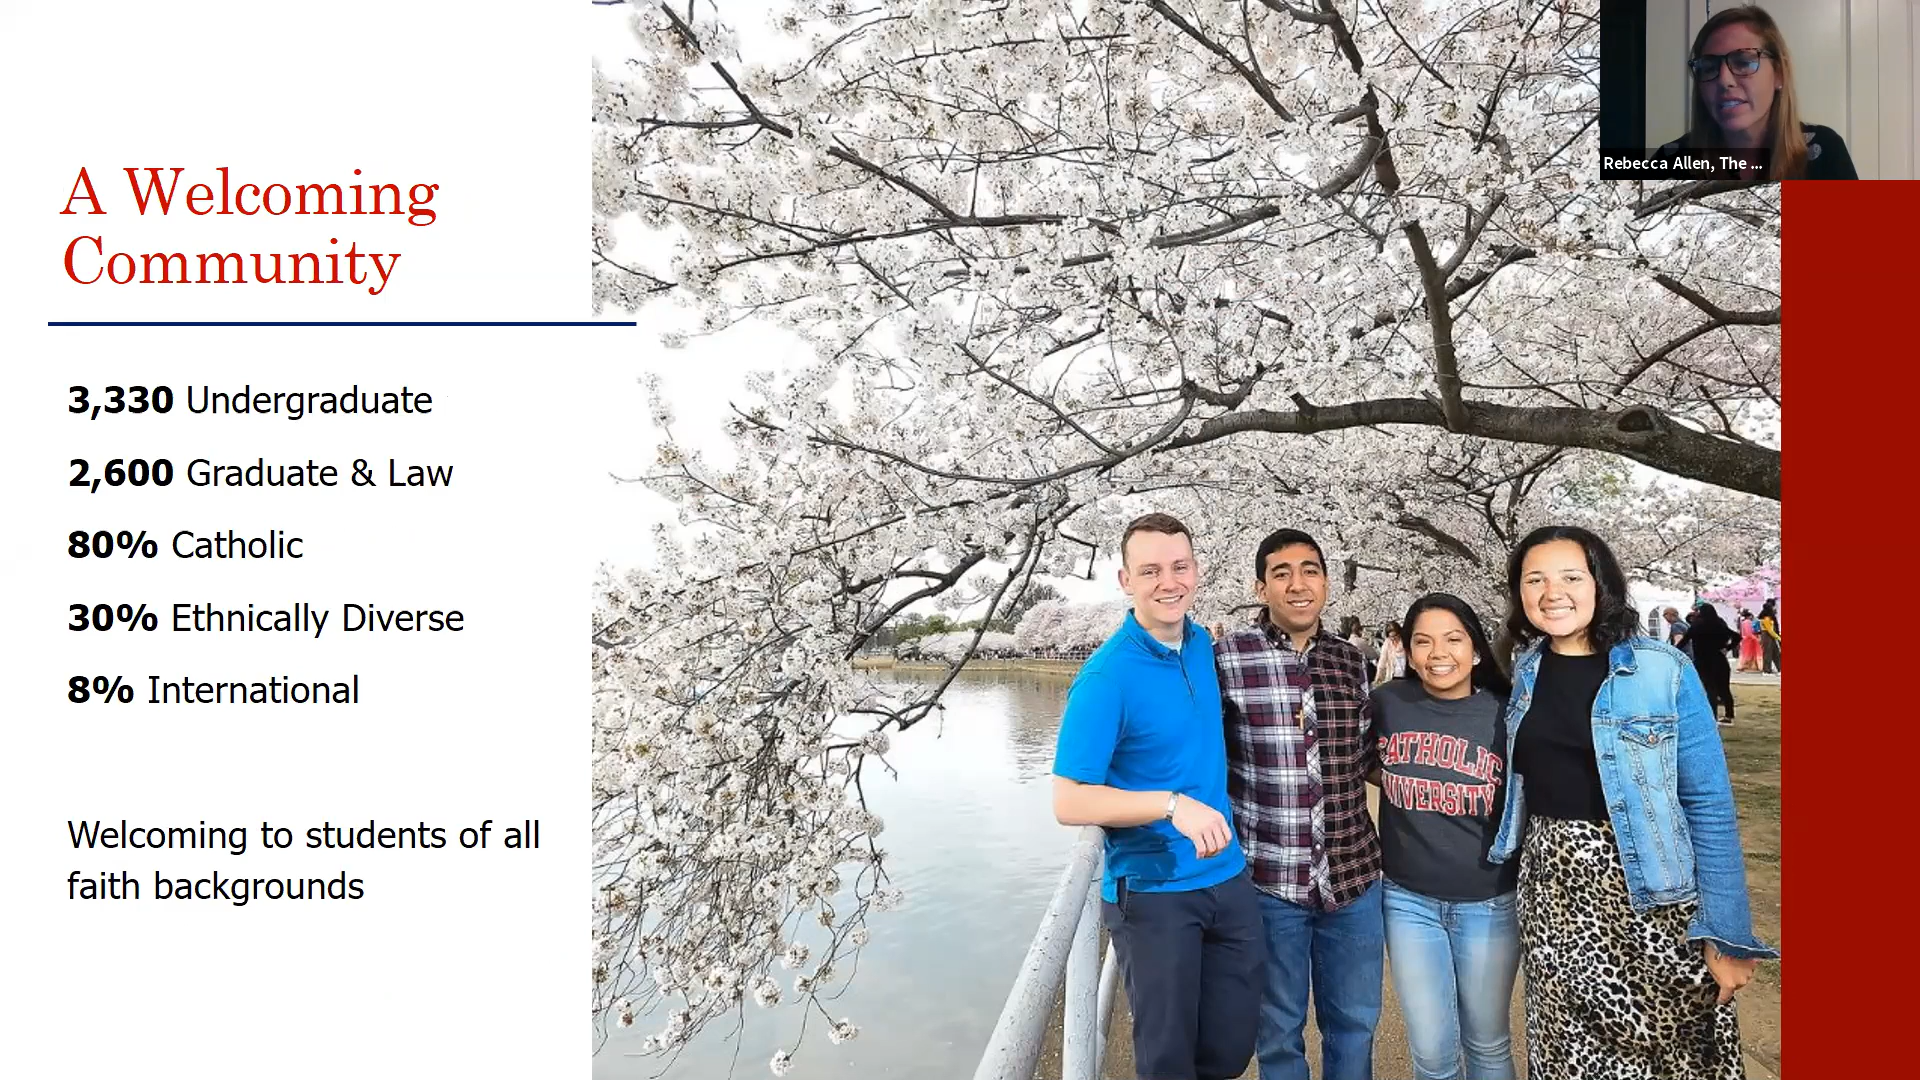 A Welcoming
Community
3,330 Undergraduate
2,600 Graduate & Law
80% Catholic
30% Ethnically Diverse
8% International
Welcoming to students of all
faith backgrounds
Rebecca Allen, The ...
CATHOLIC
UNIVERSITY